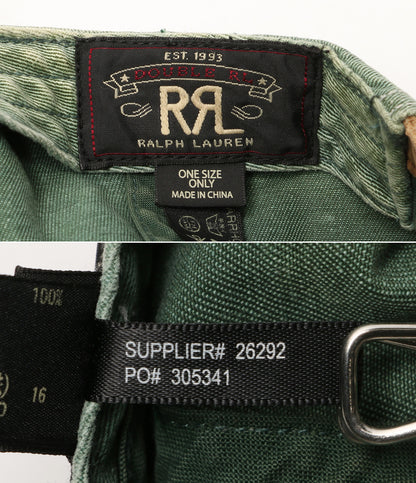 EST. 1993
DOUBLE RL
RRL
RALPH LAUREN
ONE SIZE
ONLY
MADE IN CHINA
100%
16
SUPPLIER# 26292
PO# 305341